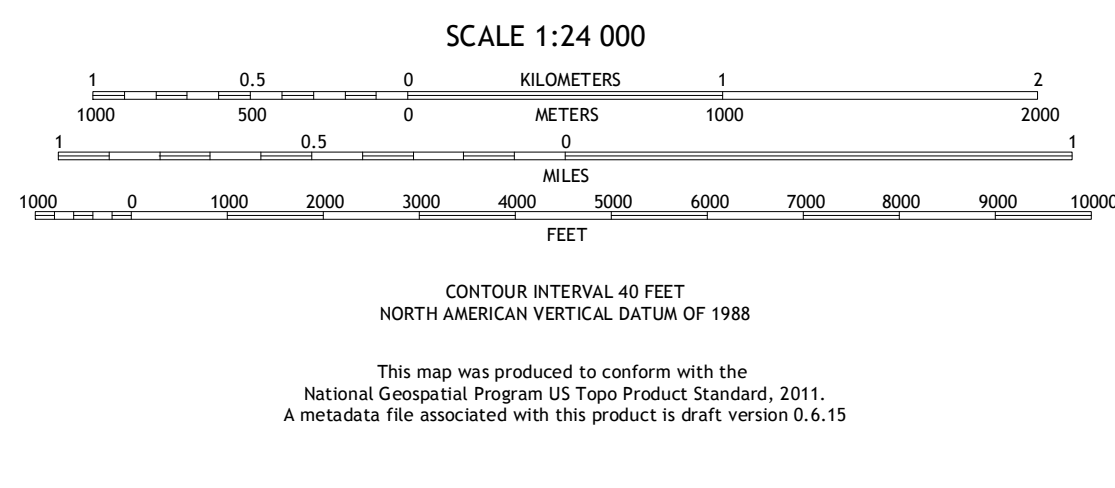 SCALE 1:24 000
1 0.5 0 KILOMETERS 1 2
1000 500 0 METERS 1000 2000
1 0.5 0 1
MILES
1000 0 1000 2000 3000 4000 5000 6000 7000 8000 9000 10000
FEET
CONTOUR INTERVAL 40 FEET
NORTH AMERICAN VERTICAL DATUM OF 1988
This map was produced to conform with the
National Geospatial Program US Topo Product Standard, 2011.
A metadata file associated with this product is draft version 0.6.15